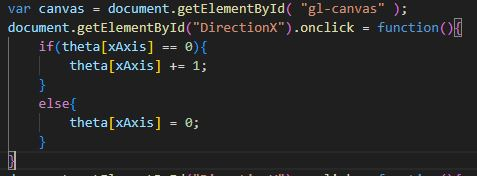 var canvas = document.getElementById( "gl-canvas" );
document.getElementById("DirectionX").onclick = function(){
    if(theta[xAxis] == 0){
        theta[xAxis] += 1;
    }
    else{
        theta[xAxis] = 0;
    }
}